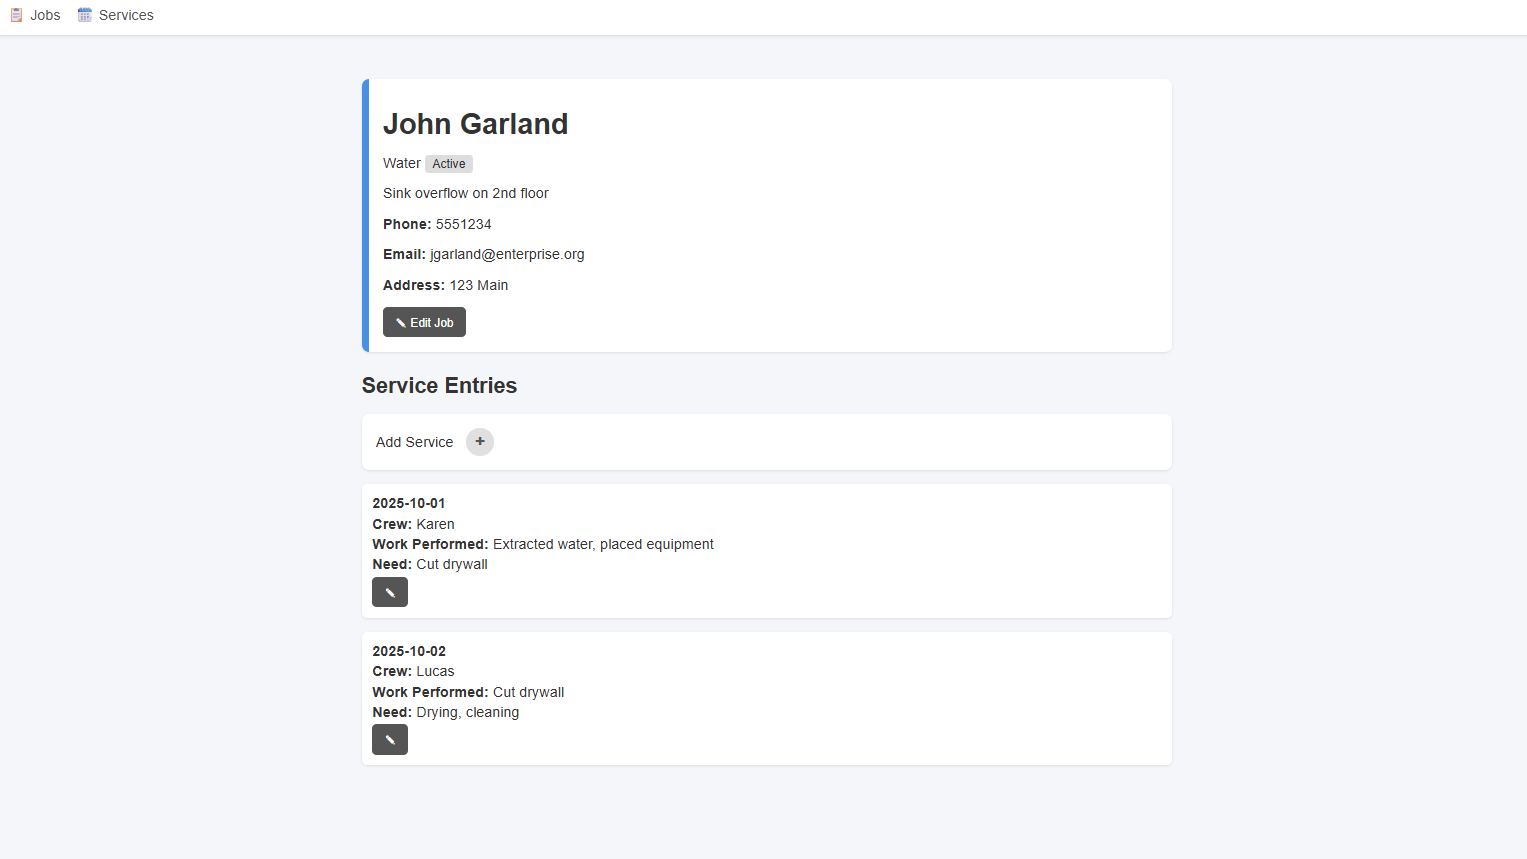 Jobs Services
John Garland
Water Active
Sink overflow on 2nd floor
Phone: 5551234
Email: jgarland@enterprise.org
Address: 123 Main
Edit Job
Service Entries
Add Service +
2025-10-01
Crew: Karen
Work Performed: Extracted water, placed equipment
Need: Cut drywall
2025-10-02
Crew: Lucas
Work Performed: Cut drywall
Need: Drying, cleaning